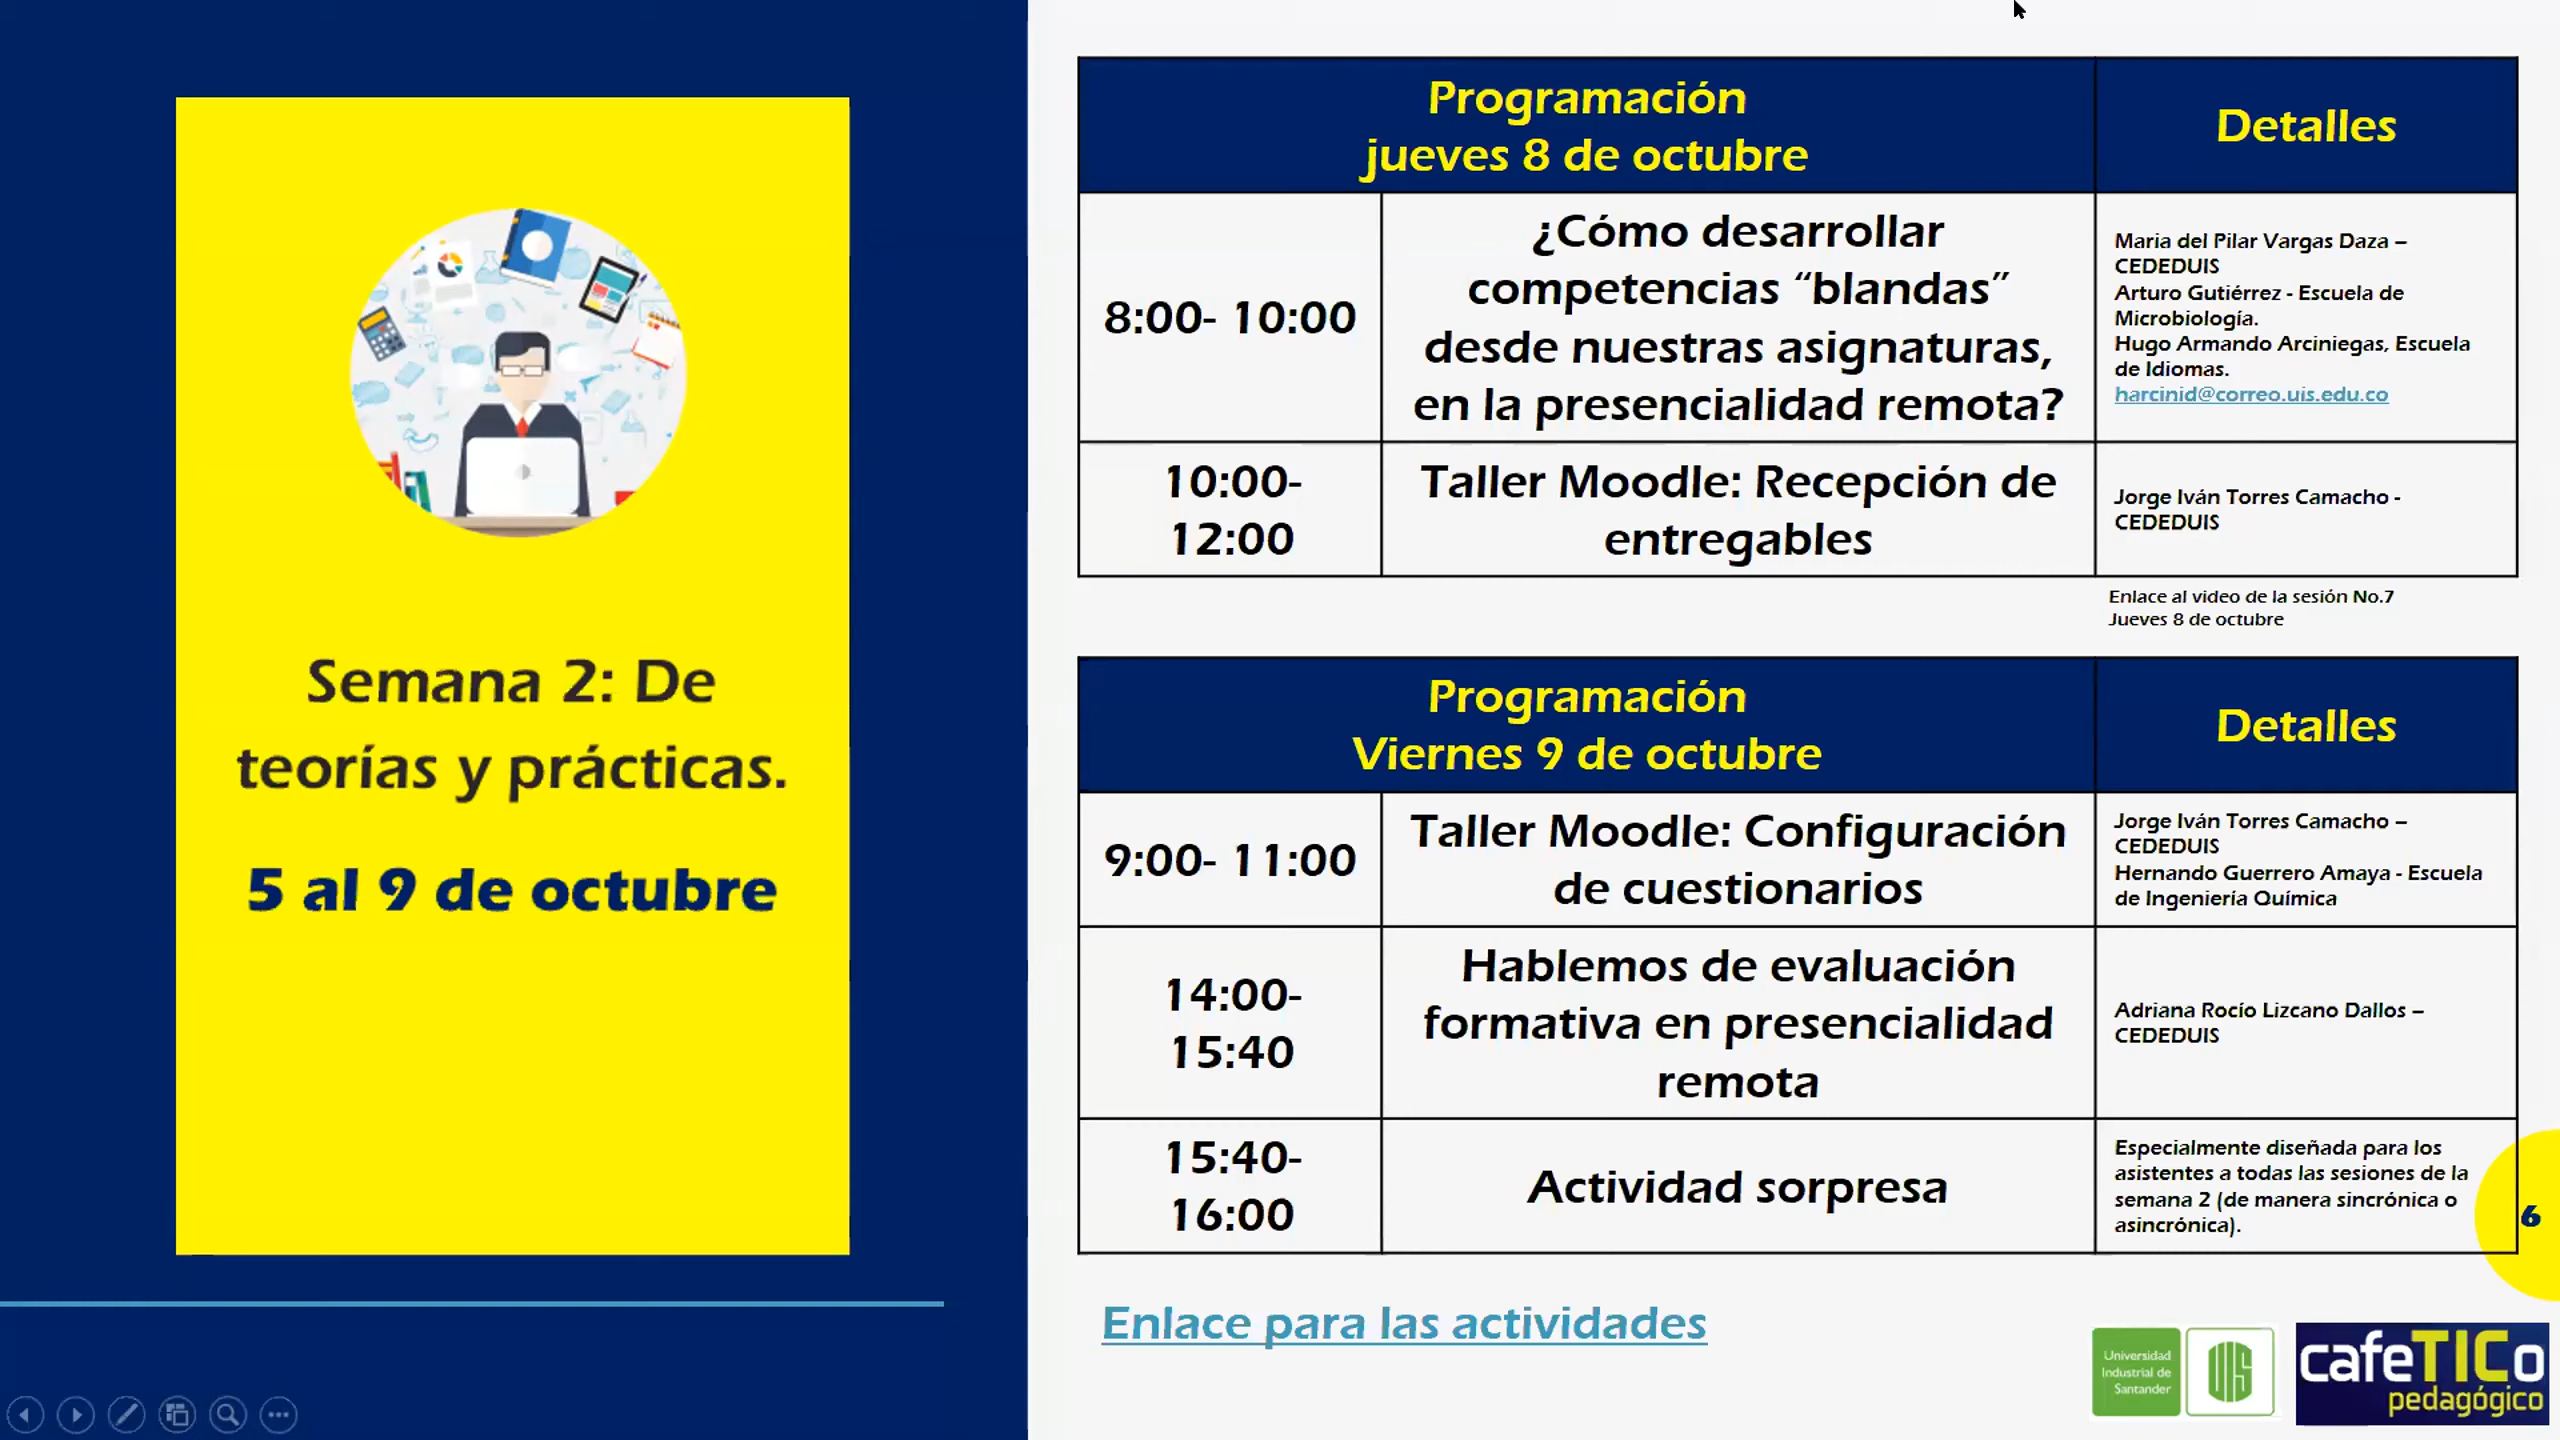 Semana 2: De
teorías y prácticas.
5 al 9 de octubre
Programación
jueves 8 de octubre
Detalles
8:00- 10:00
¿Cómo desarrollar
competencias “blandas”
desde nuestras asignaturas,
en la presencialidad remota?
Maria del Pilar Vargas Daza –
CEDEDUIS
Arturo Gutiérrez - Escuela de
Microbiología.
Hugo Armando Arciniegas, Escuela
de Idiomas.
harcinid@correo.uis.edu.co
10:00-
12:00
Taller Moodle: Recepción de
entregables
Jorge Iván Torres Camacho -
CEDEDUIS
Enlace al video de la sesión No.7
Jueves 8 de octubre
Programación
Viernes 9 de octubre
Detalles
9:00- 11:00
Taller Moodle: Configuración
de cuestionarios
Jorge Iván Torres Camacho –
CEDEDUIS
Hernando Guerrero Amaya - Escuela
de Ingeniería Química
14:00-
15:40
Hablemos de evaluación
formativa en presencialidad
remota
Adriana Rocío Lizcano Dallos –
CEDEDUIS
15:40-
16:00
Actividad sorpresa
Especialmente diseñada para los
asistentes a todas las sesiones de la
semana 2 (de manera sincrónica o
asincrónica).
6
Enlace para las actividades
Universidad
Industrial de
Santander
UIS
cafeTICo
pedagógico